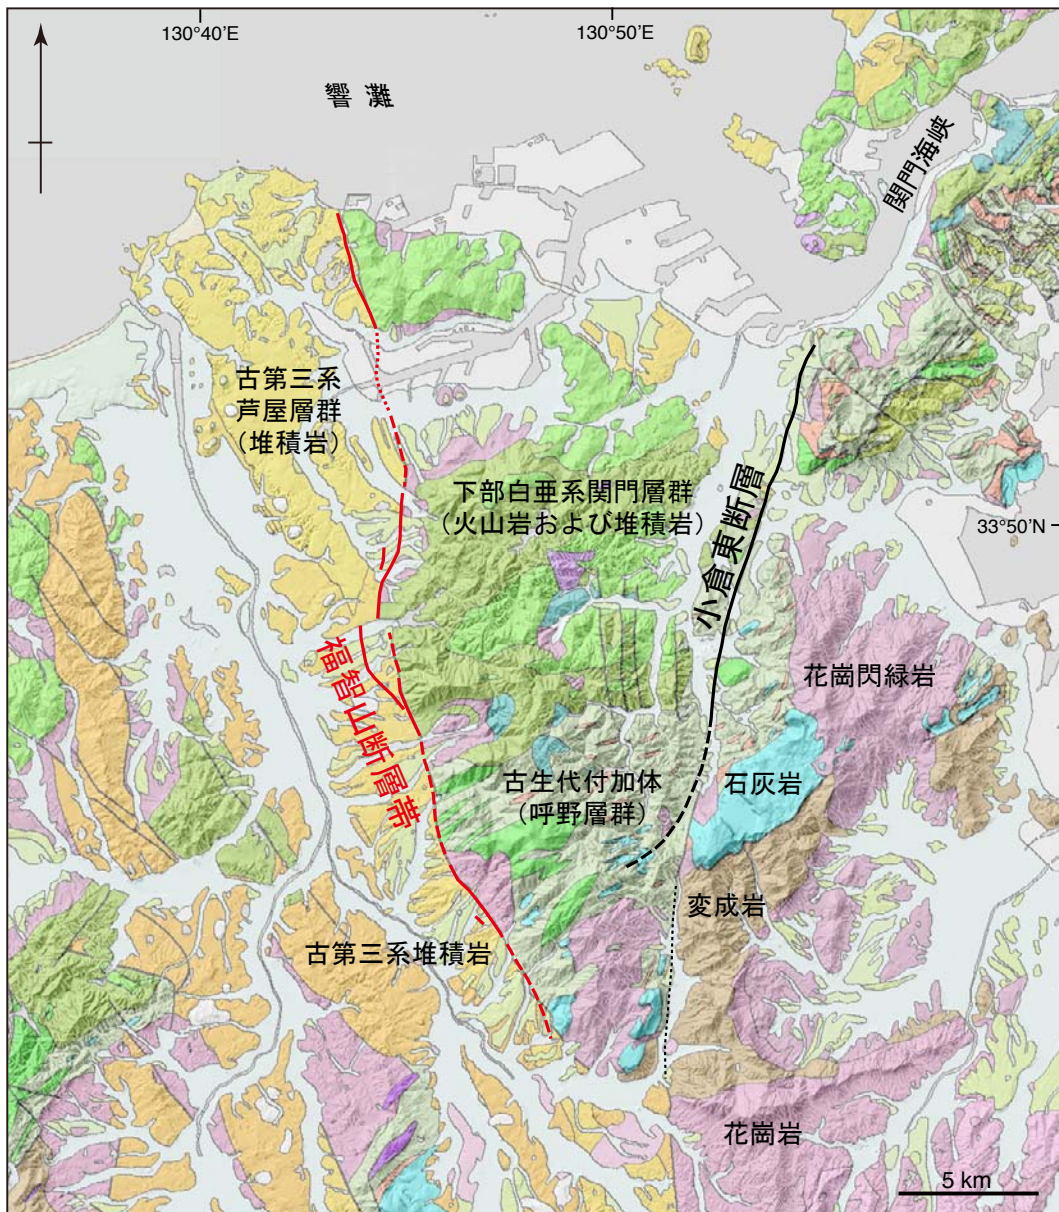 130°40'E
130°50'E
響灘
関門海峡
古第三系
芦屋層群
（堆積岩）
下部白亜系関門層群
（火山岩および堆積岩）
小倉東断層
33°50'N
福智山断層帯
花崗閃緑岩
古生代付加体
（呼野層群）
石灰岩
変成岩
古第三系堆積岩
花崗岩
5 km